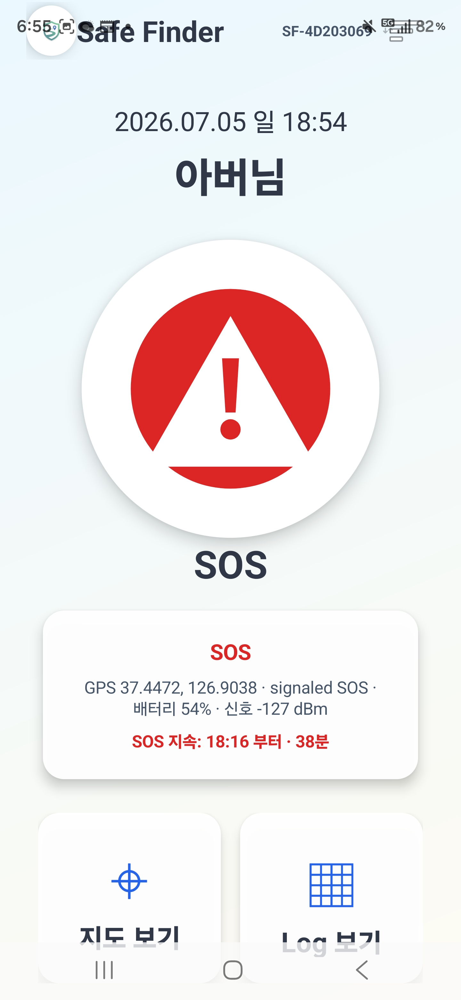 6:55
Safe Finder
SF-4D203069
5G
82%
2026.07.05 일 18:54
아버님
SOS
SOS
GPS 37.4472, 126.9038 · signaled SOS ·
배터리 54% · 신호 -127 dBm
SOS 지속: 18:16 부터 · 38분
지도 보기
Log 보기